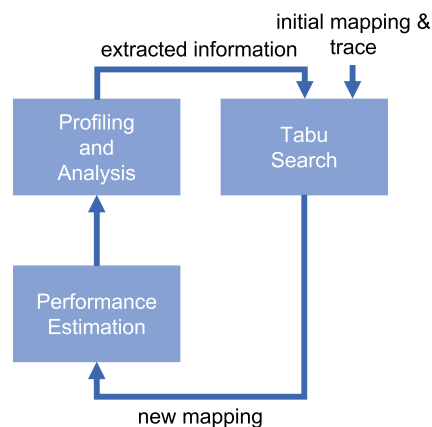 initial mapping &
trace
extracted information
Profiling
and
Analysis
Tabu
Search
Performance
Estimation
new mapping